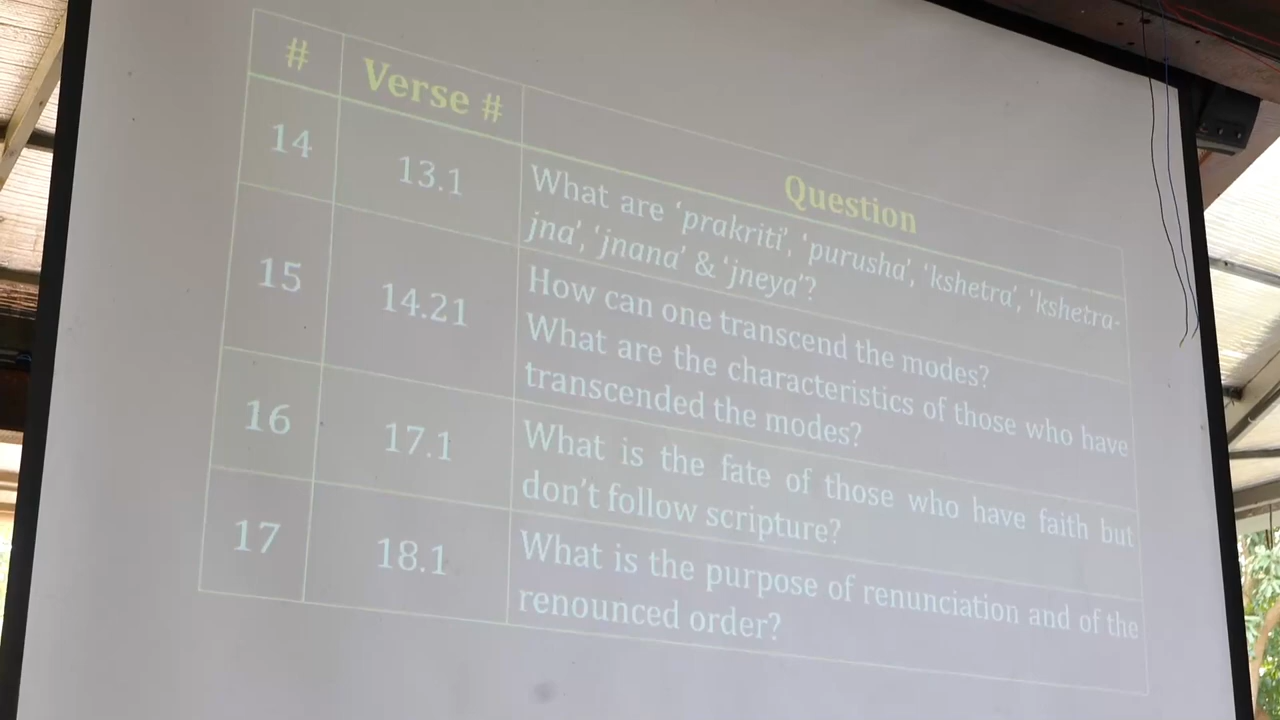 # Verse # Question
14 13.1 What are ‘prakriti’, ‘purusha’, ‘kshetra’, ‘kshetra-
jna’, ‘jnana’ & ‘jneya’?
15 14.21 How can one transcend the modes?
What are the characteristics of those who have
transcended the modes?
16 17.1 What is the fate of those who have faith but
don’t follow scripture?
17 18.1 What is the purpose of renunciation and of the
renounced order?